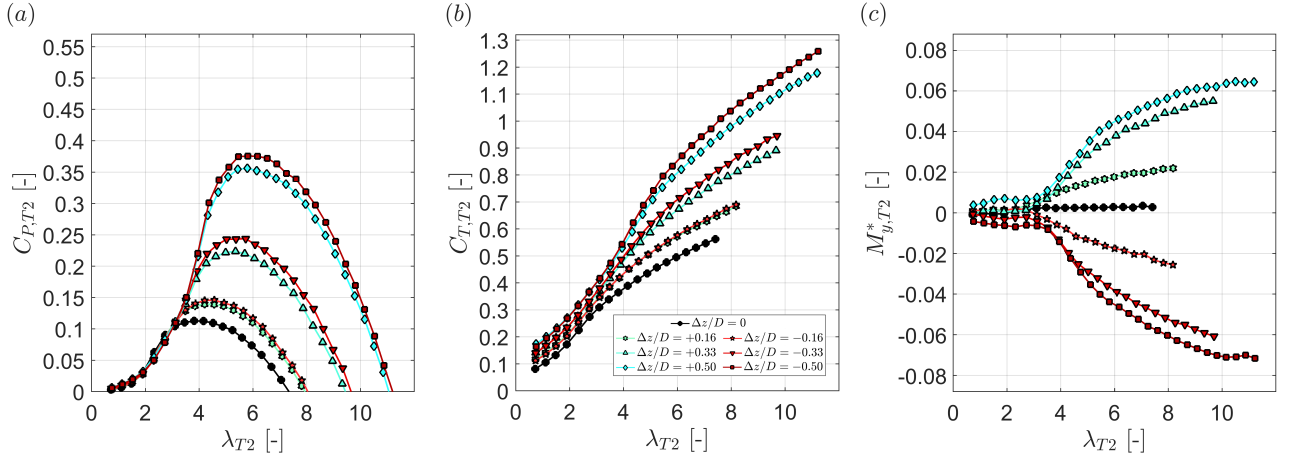 (a)
0.55
0.5
0.45
0.4
0.35
0.3
0.25
0.2
0.15
0.1
0.05
0
C_{P,T2} [-]
0 2 4 6 8 10
λ_{T2} [-]
(b)
1.3
1.2
1.1
1
0.9
0.8
0.7
0.6
0.5
0.4
0.3
0.2
0.1
0
C_{T,T2} [-]
Δz/D = 0
Δz/D = +0.16 Δz/D = −0.16
Δz/D = +0.33 Δz/D = −0.33
Δz/D = +0.50 Δz/D = −0.50
0 2 4 6 8 10
λ_{T2} [-]
(c)
0.08
0.06
0.04
0.02
0
-0.02
-0.04
-0.06
-0.08
M^*_{y,T2} [-]
0 2 4 6 8 10
λ_{T2} [-]